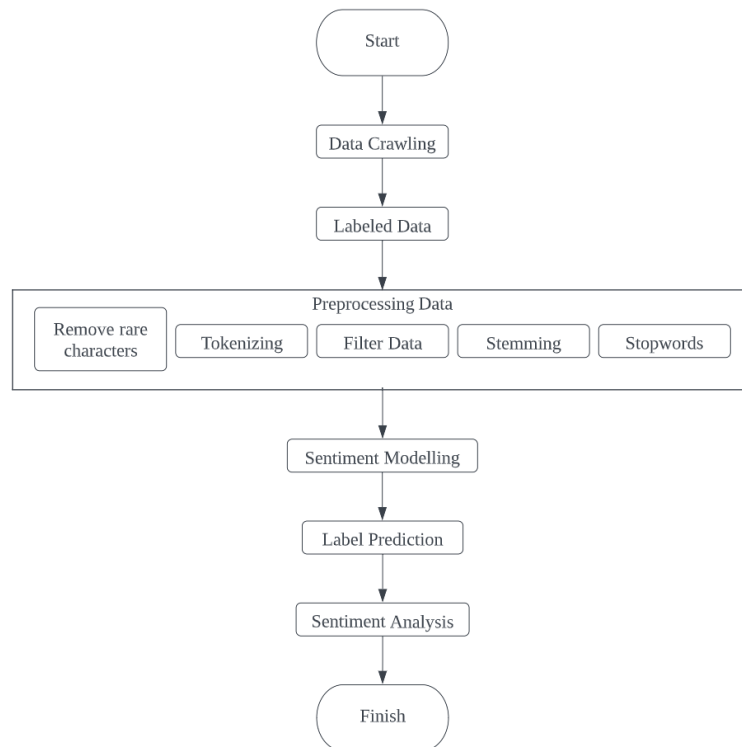 Start
Data Crawling
Labeled Data
Preprocessing Data
Remove rare
characters
Tokenizing
Filter Data
Stemming
Stopwords
Sentiment Modelling
Label Prediction
Sentiment Analysis
Finish